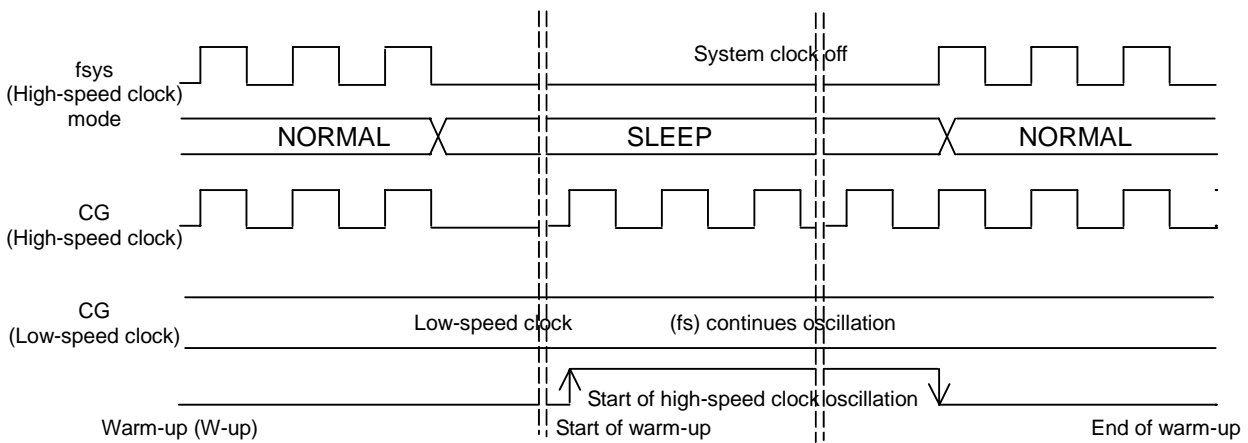 System clock off
fsys
(High-speed clock)
mode
NORMAL
SLEEP
NORMAL
CG
(High-speed clock)
CG
(Low-speed clock)
Low-speed clock
(fs) continues oscillation
Start of high-speed clock oscillation
Warm-up (W-up)
Start of warm-up
End of warm-up